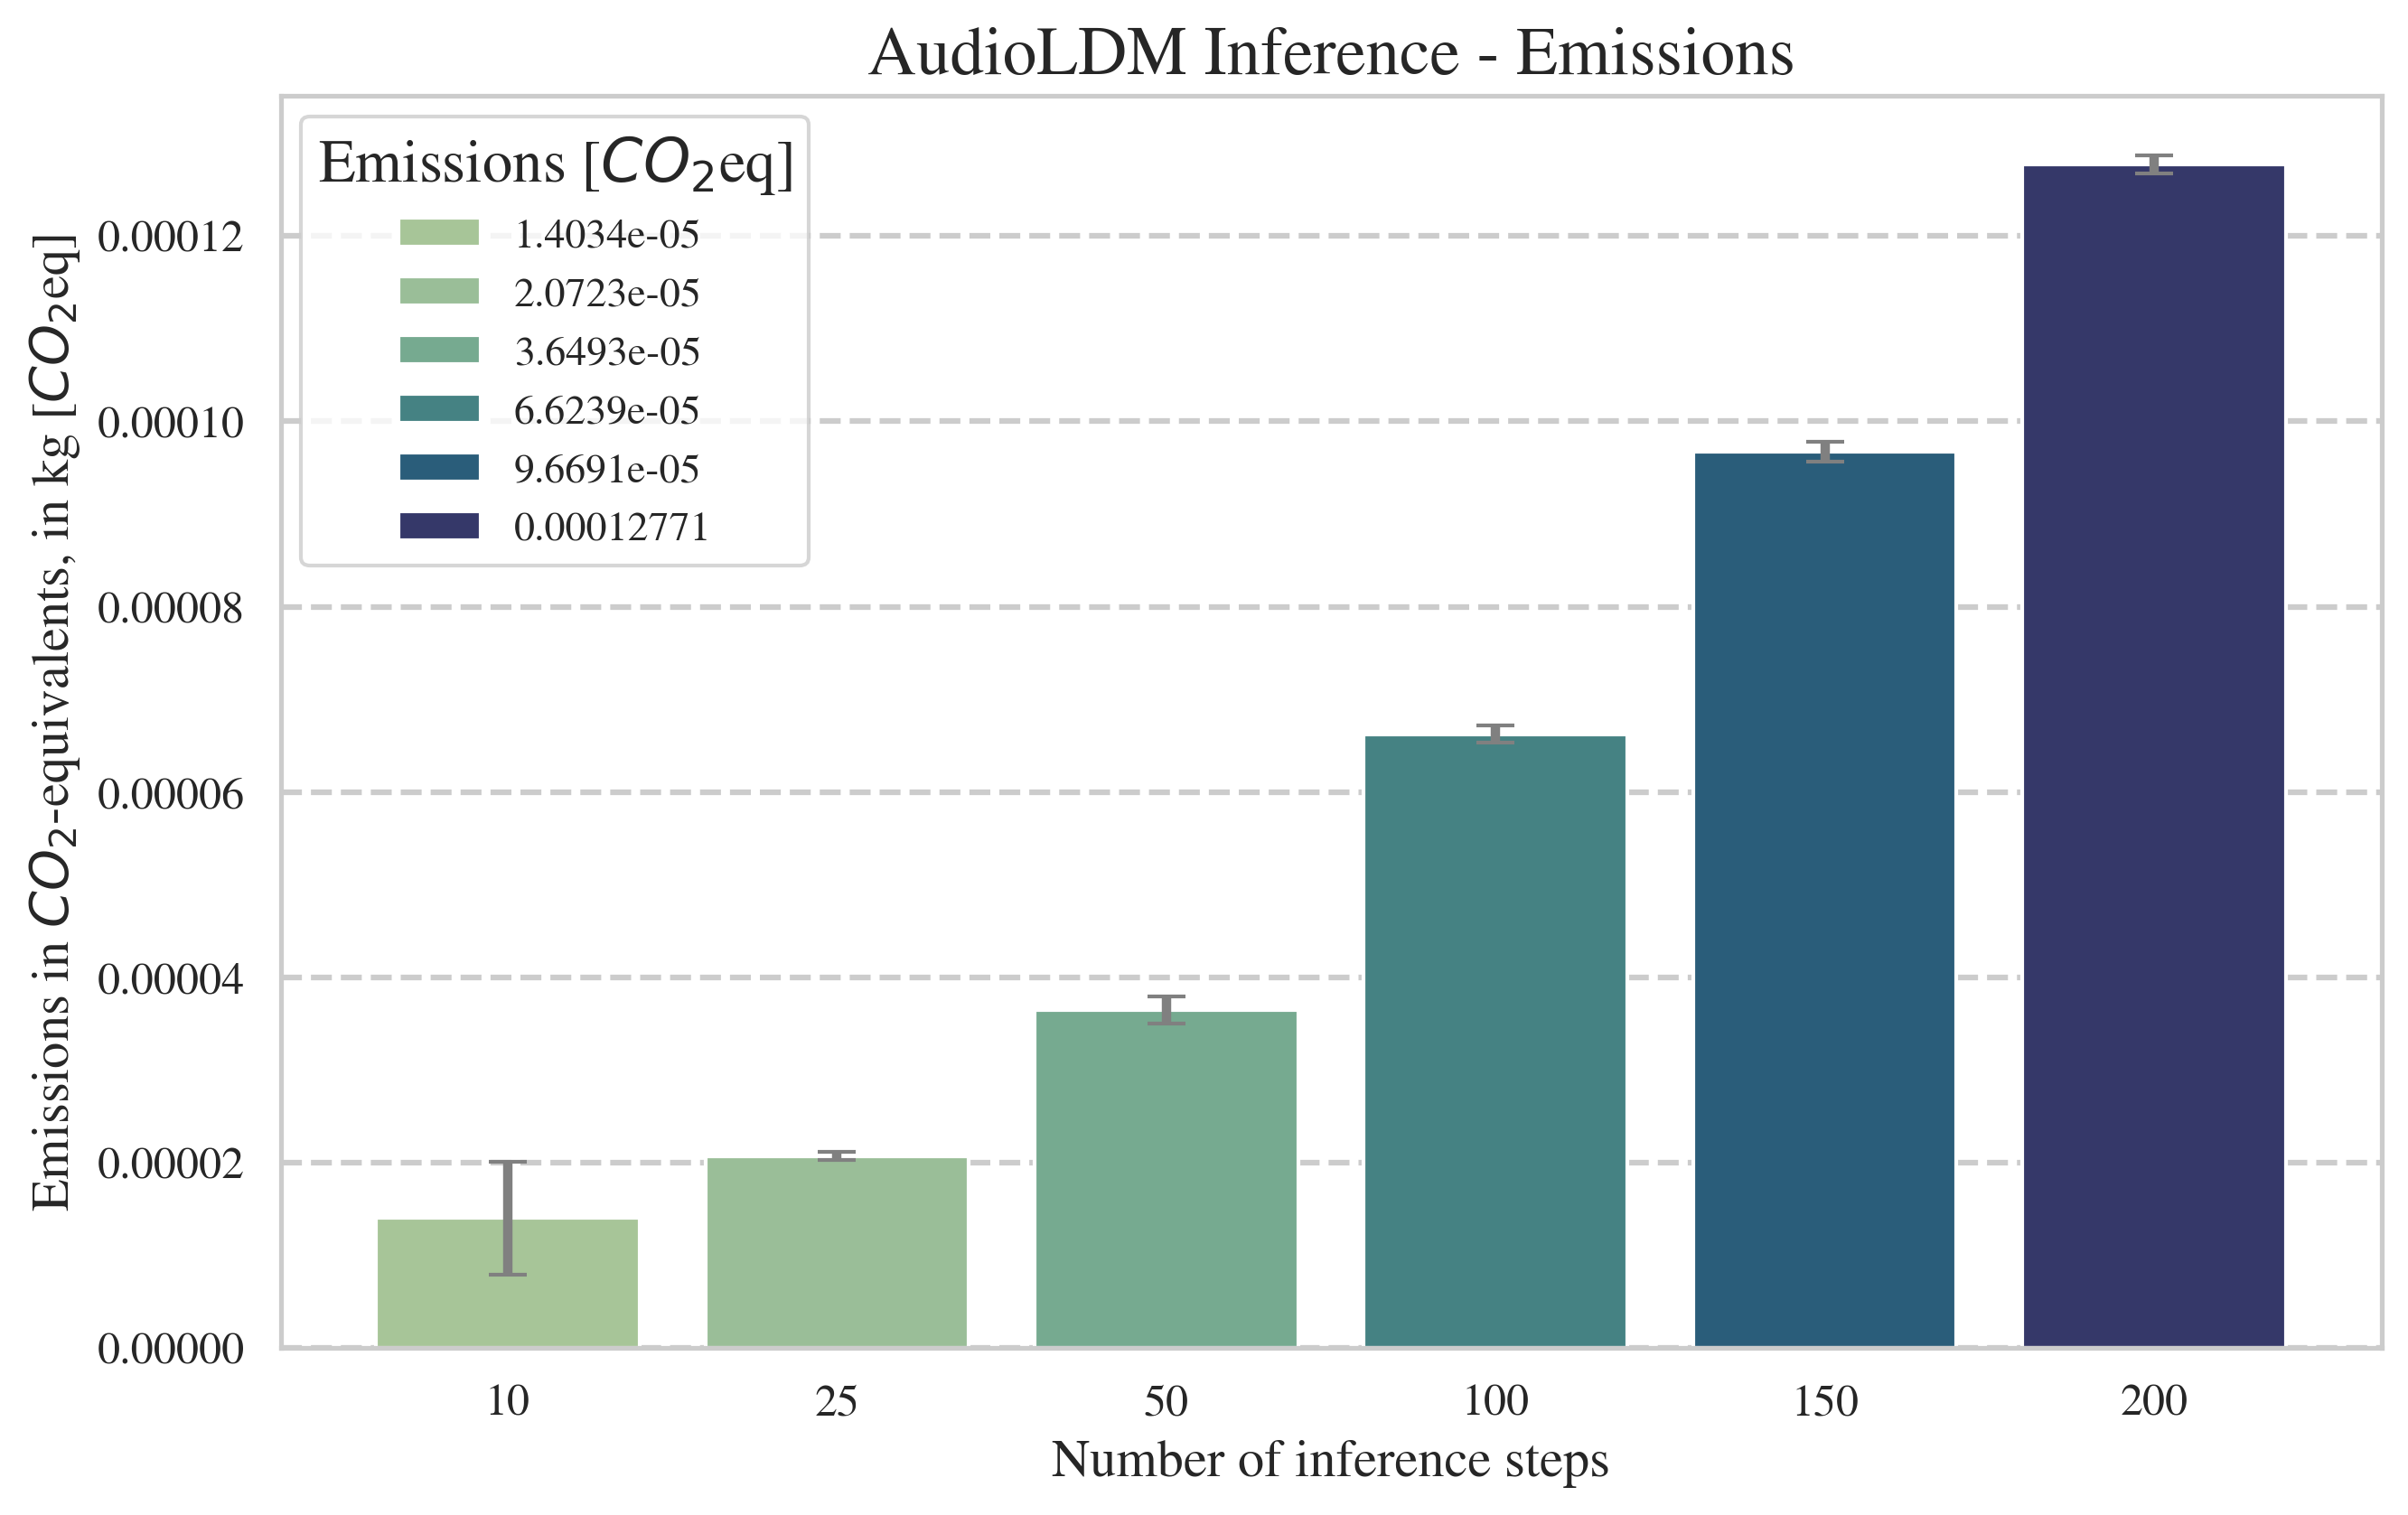 AudioLDM Inference - Emissions
Emissions [CO₂eq]
1.4034e-05
2.0723e-05
3.6493e-05
6.6239e-05
9.6691e-05
0.00012771
Emissions in CO₂-equivalents, in kg [CO₂eq]
0.00012
0.00010
0.00008
0.00006
0.00004
0.00002
0.00000
10 25 50 100 150 200
Number of inference steps